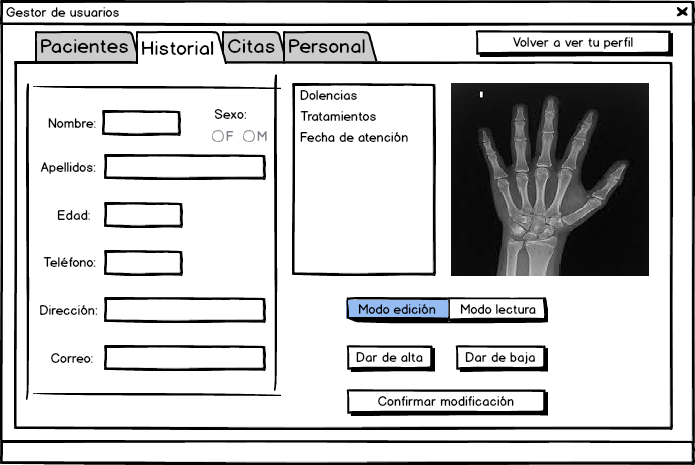 Gestor de usuarios
Pacientes Historial Citas Personal
Volver a ver tu perfil
Nombre:
Sexo:
F M
Apellidos:
Edad:
Teléfono:
Dirección:
Correo:
Dolencias
Tratamientos
Fecha de atención
Modo edición Modo lectura
Dar de alta Dar de baja
Confirmar modificación